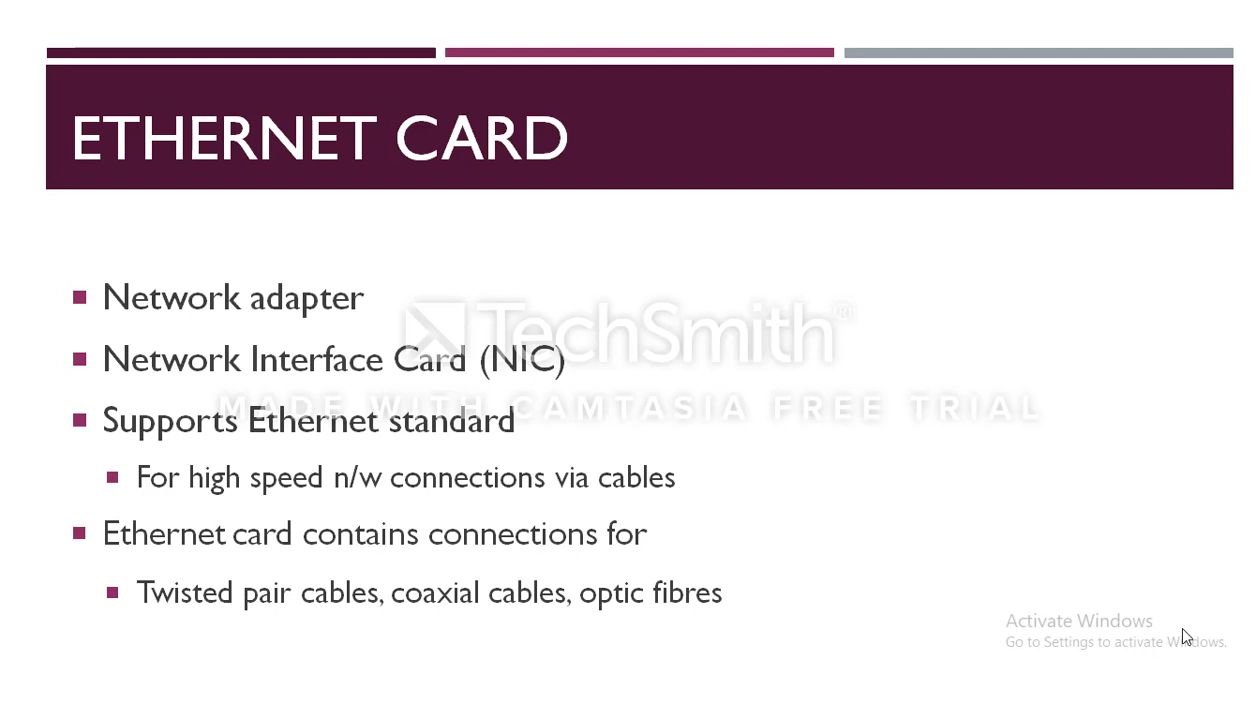 ETHERNET CARD
Network adapter
Network Interface Card (NIC)
Supports Ethernet standard
For high speed n/w connections via cables
Ethernet card contains connections for
Twisted pair cables, coaxial cables, optic fibres
TechSmith®
MADE WITH CAMTASIA FREE TRIAL
Activate Windows
Go to Settings to activate Windows.